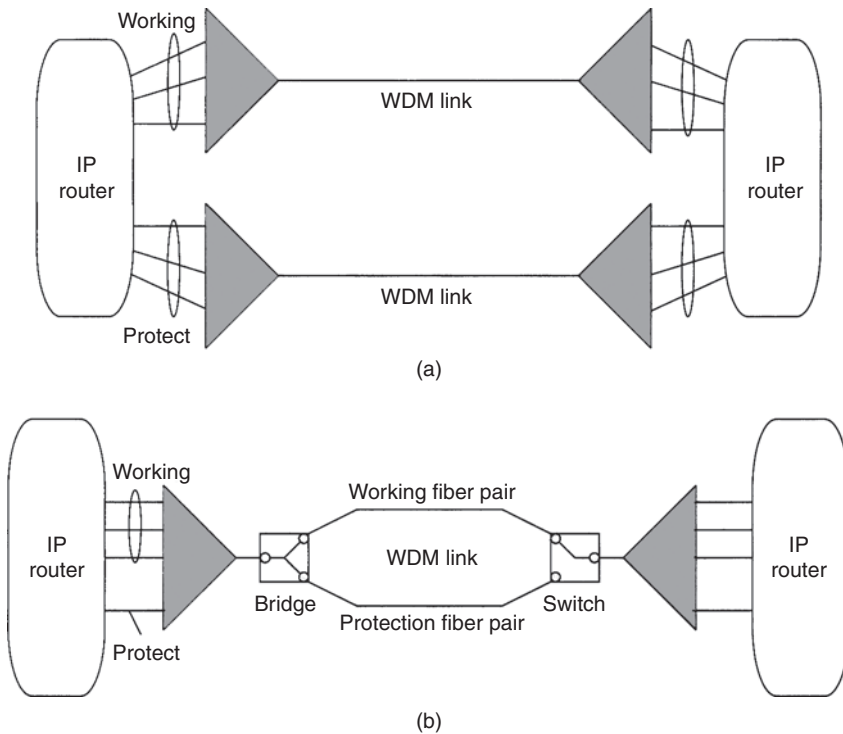 Working
WDM link
IP
router
IP
router
WDM link
Protect
(a)
Working
Working fiber pair
IP
router
WDM link
IP
router
Bridge
Switch
Protection fiber pair
Protect
(b)